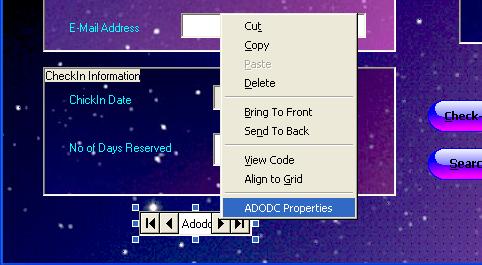 E-Mail Address
Cut
Copy
Paste
Delete
Bring To Front
Send To Back
View Code
Align to Grid
ADODC Properties
CheckIn Information
ChickIn Date
No of Days Reserved
Adodc
Check-
Searc